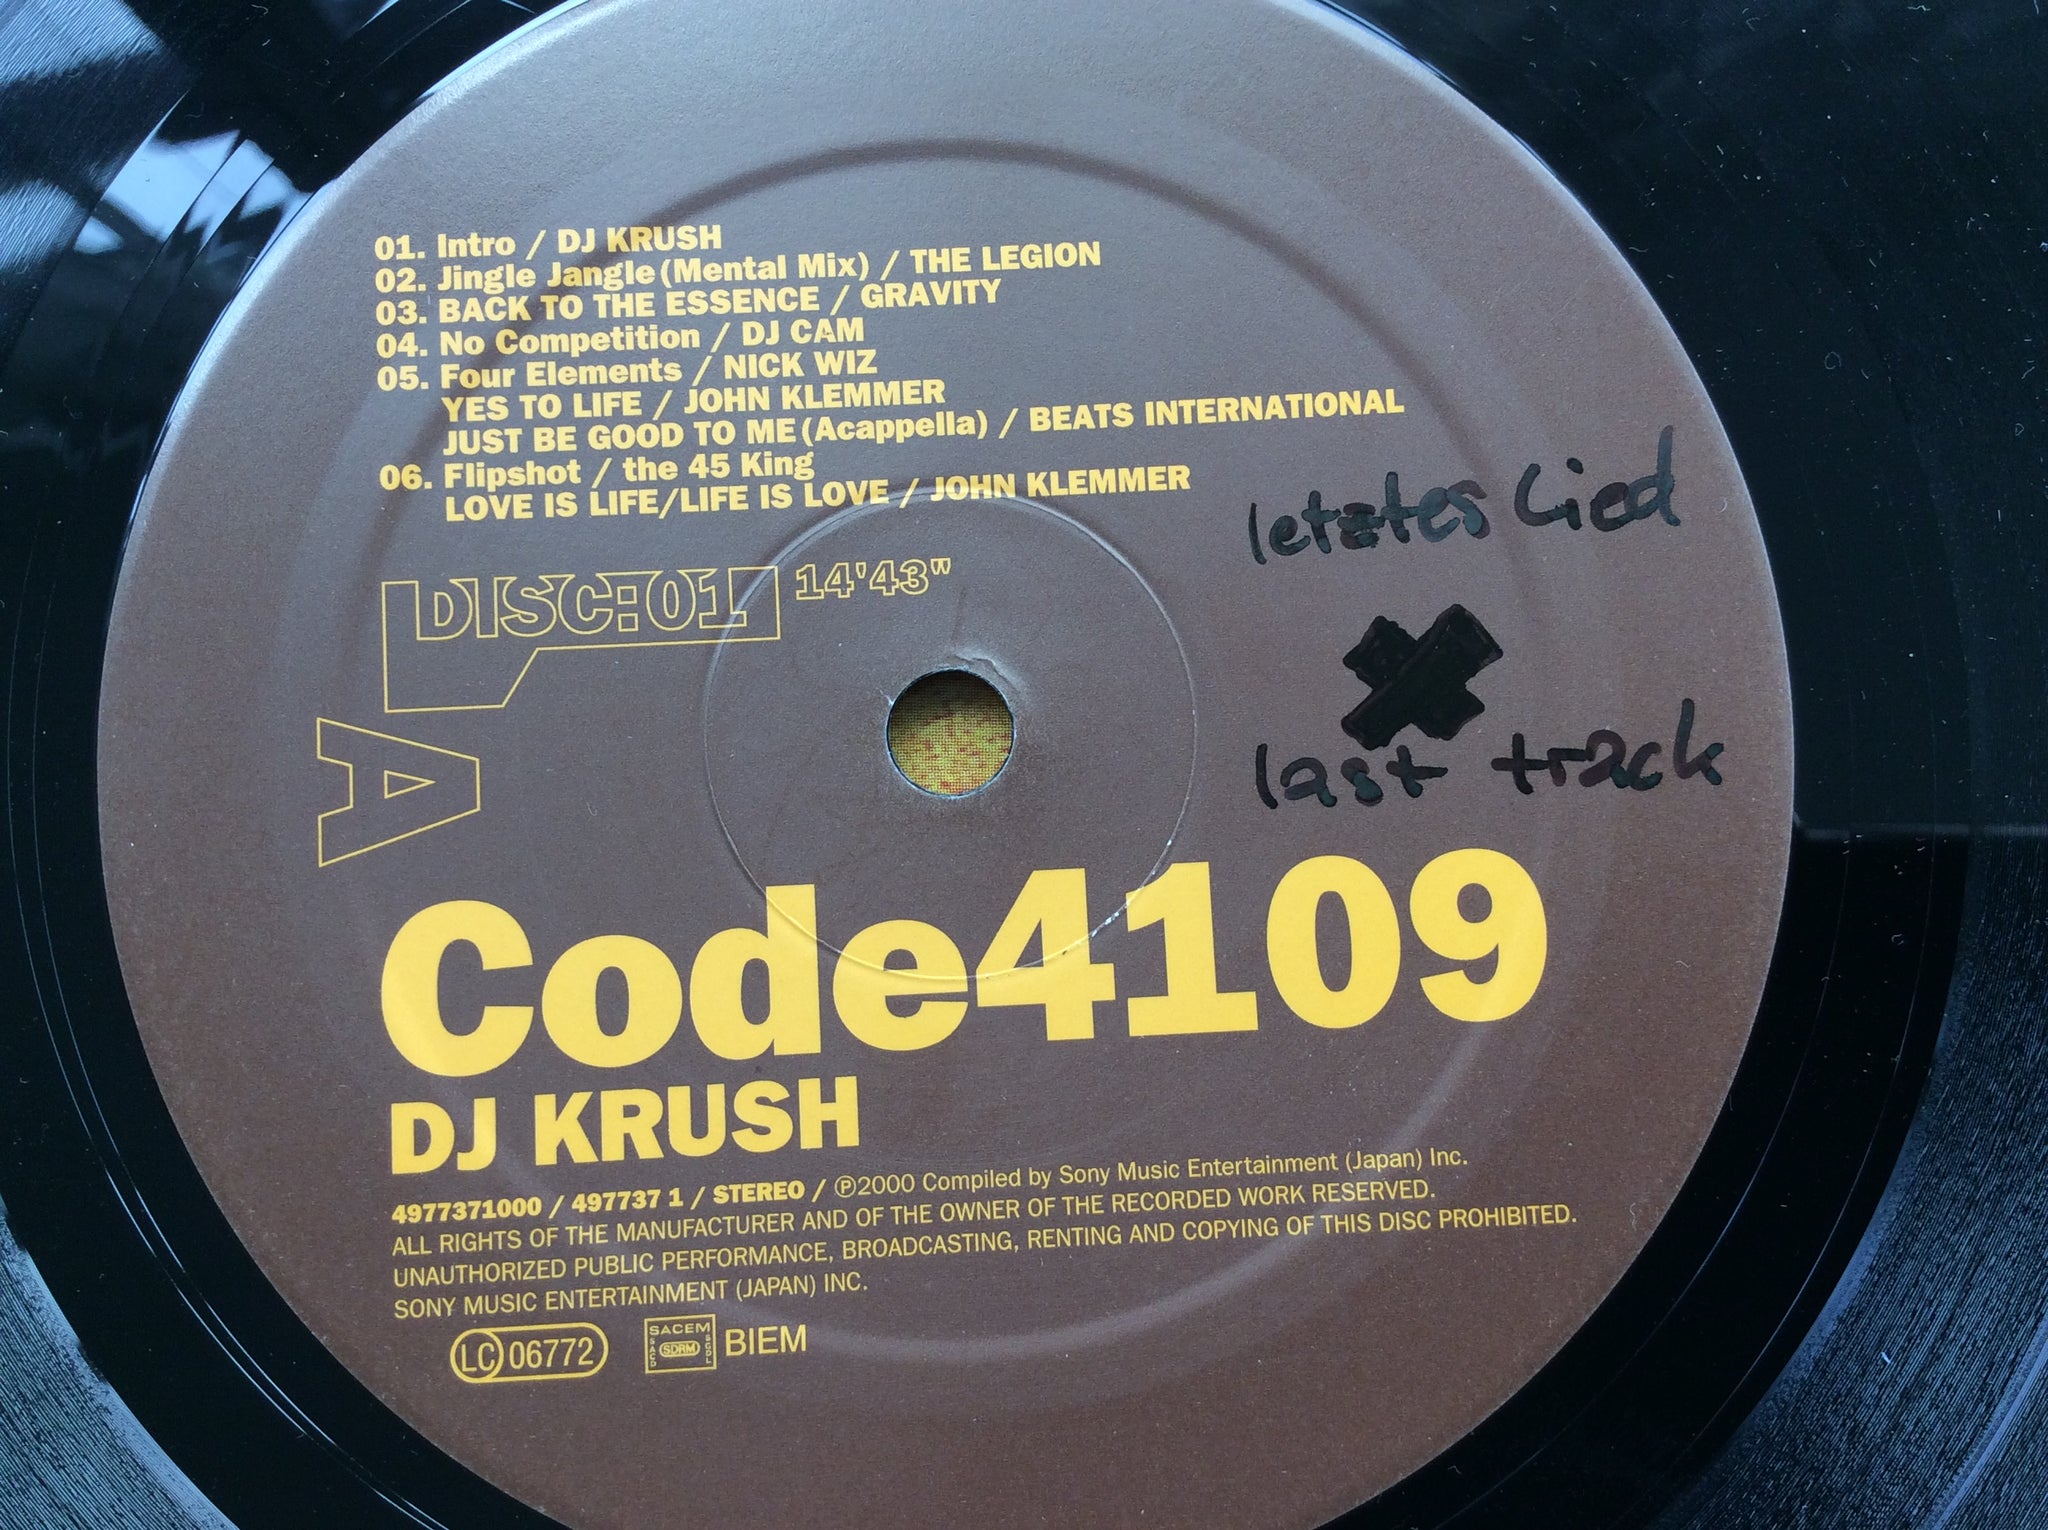 01. Intro / DJ KRUSH
02. Jingle Jangle (Mental Mix) / THE LEGION
03. BACK TO THE ESSENCE / GRAVITY
04. No Competition / DJ CAM
05. Four Elements / NICK WIZ
YES TO LIFE / JOHN KLEMMER
JUST BE GOOD TO ME (Acappella) / BEATS INTERNATIONAL
06. Flipshot / the 45 King
LOVE IS LIFE/LIFE IS LOVE / JOHN KLEMMER
letztes Lied
DISC:01 14'43"
A
last track
Code4109
DJ KRUSH
4977371000 / 497737 1 / STEREO / ℗2000 Compiled by Sony Music Entertainment (Japan) Inc.
ALL RIGHTS OF THE MANUFACTURER AND OF THE OWNER OF THE RECORDED WORK RESERVED.
UNAUTHORIZED PUBLIC PERFORMANCE, BROADCASTING, RENTING AND COPYING OF THIS DISC PROHIBITED.
SONY MUSIC ENTERTAINMENT (JAPAN) INC.
LC 06772
SACEM
SACD SDRM SGDL
BIEM